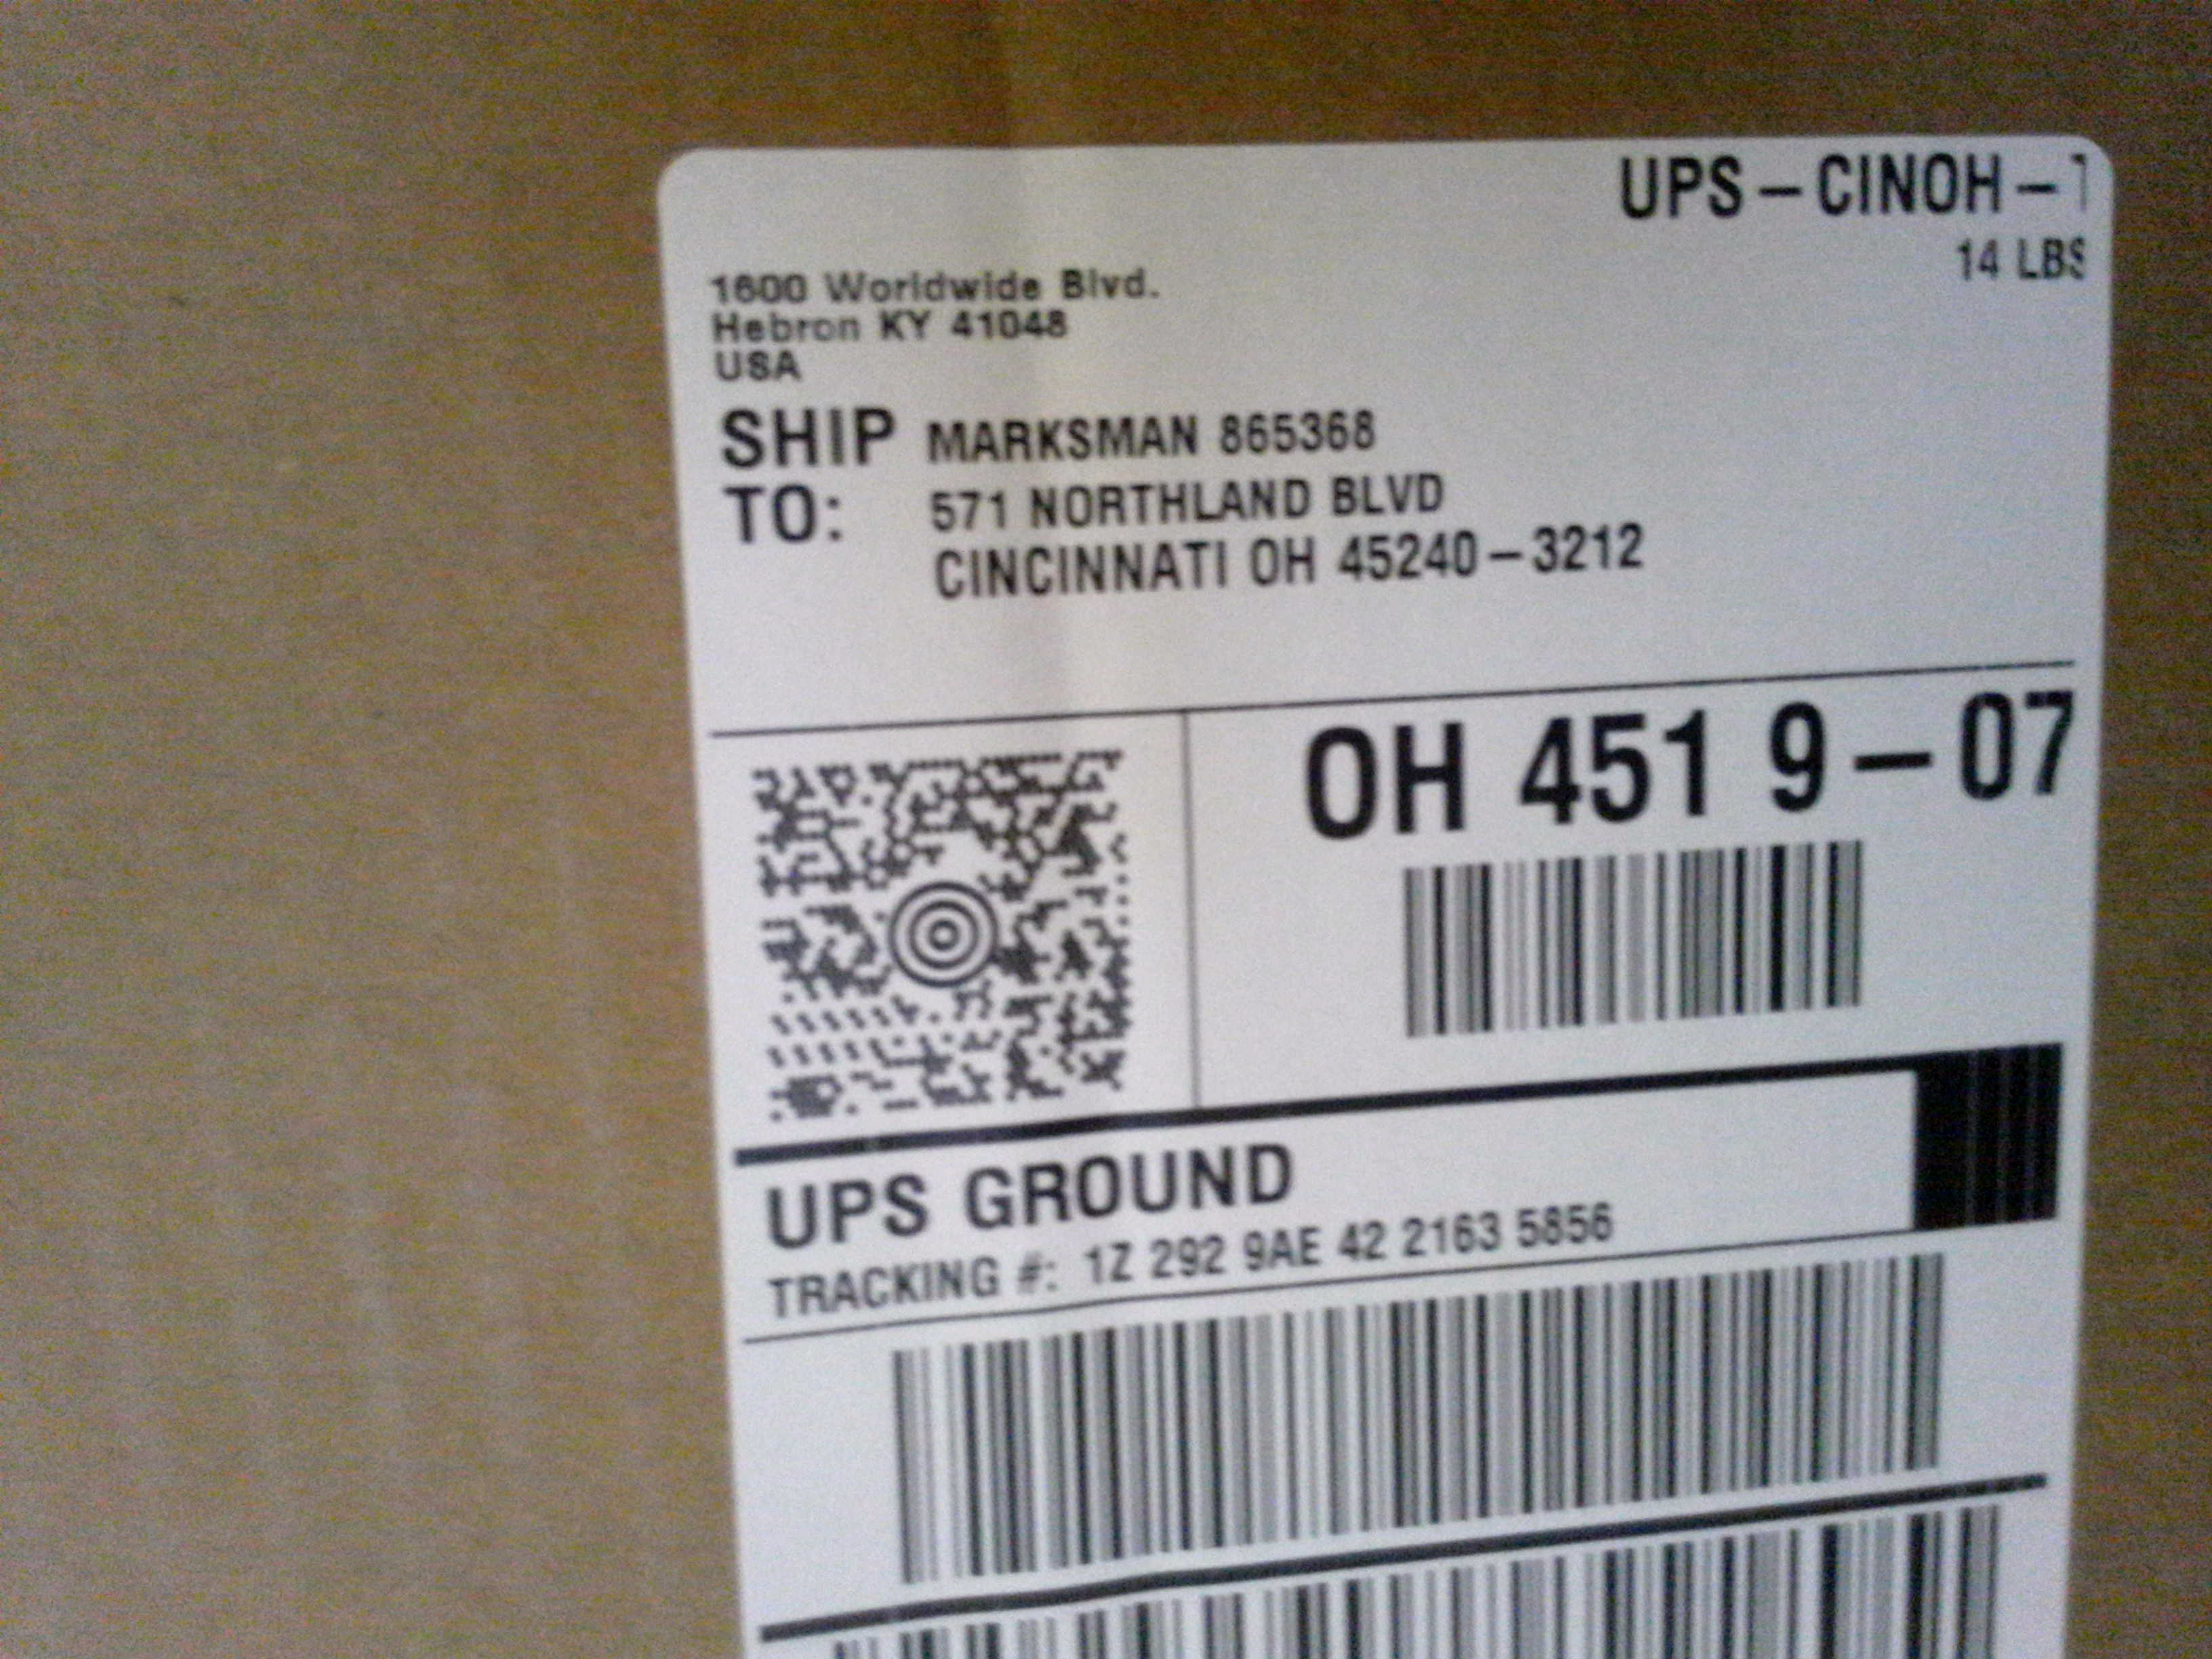 UPS – CINOH –
14 LBS
1600 Worldwide Blvd.
Hebron KY 41048
USA
SHIP TO: MARKSMAN 865368
571 NORTHLAND BLVD
CINCINNATI OH 45240 – 3212
OH 451 9 – 07
UPS GROUND
TRACKING #: 1Z 292 9AE 42 2163 5856